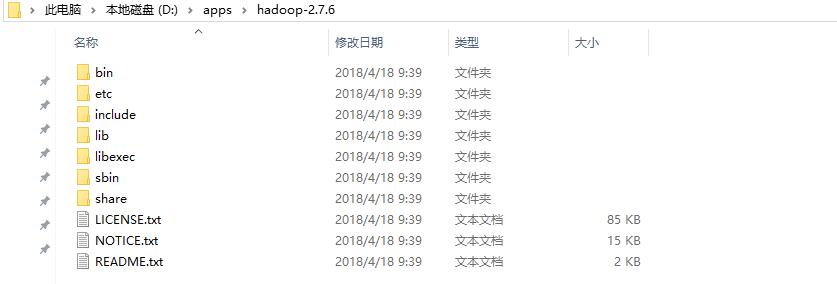 此电脑 > 本地磁盘 (D:) > apps > hadoop-2.7.6
名称 修改日期 类型 大小
bin 2018/4/18 9:39 文件夹
etc 2018/4/18 9:39 文件夹
include 2018/4/18 9:39 文件夹
lib 2018/4/18 9:39 文件夹
libexec 2018/4/18 9:39 文件夹
sbin 2018/4/18 9:39 文件夹
share 2018/4/18 9:39 文件夹
LICENSE.txt 2018/4/18 9:39 文本文档 85 KB
NOTICE.txt 2018/4/18 9:39 文本文档 15 KB
README.txt 2018/4/18 9:39 文本文档 2 KB